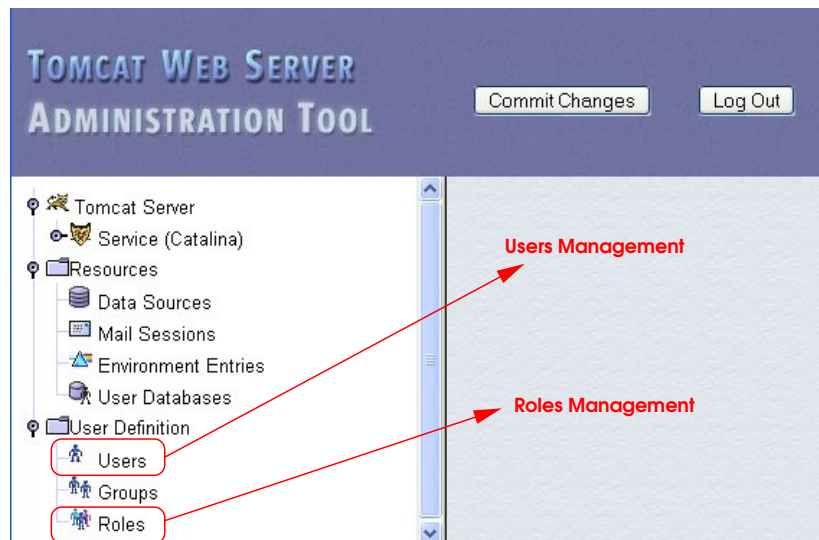 TOMCAT WEB SERVER
ADMINISTRATION TOOL
Commit Changes
Log Out
Tomcat Server
Service (Catalina)
Resources
Data Sources
Mail Sessions
Environment Entries
User Databases
User Definition
Users
Groups
Roles
Users Management
Roles Management